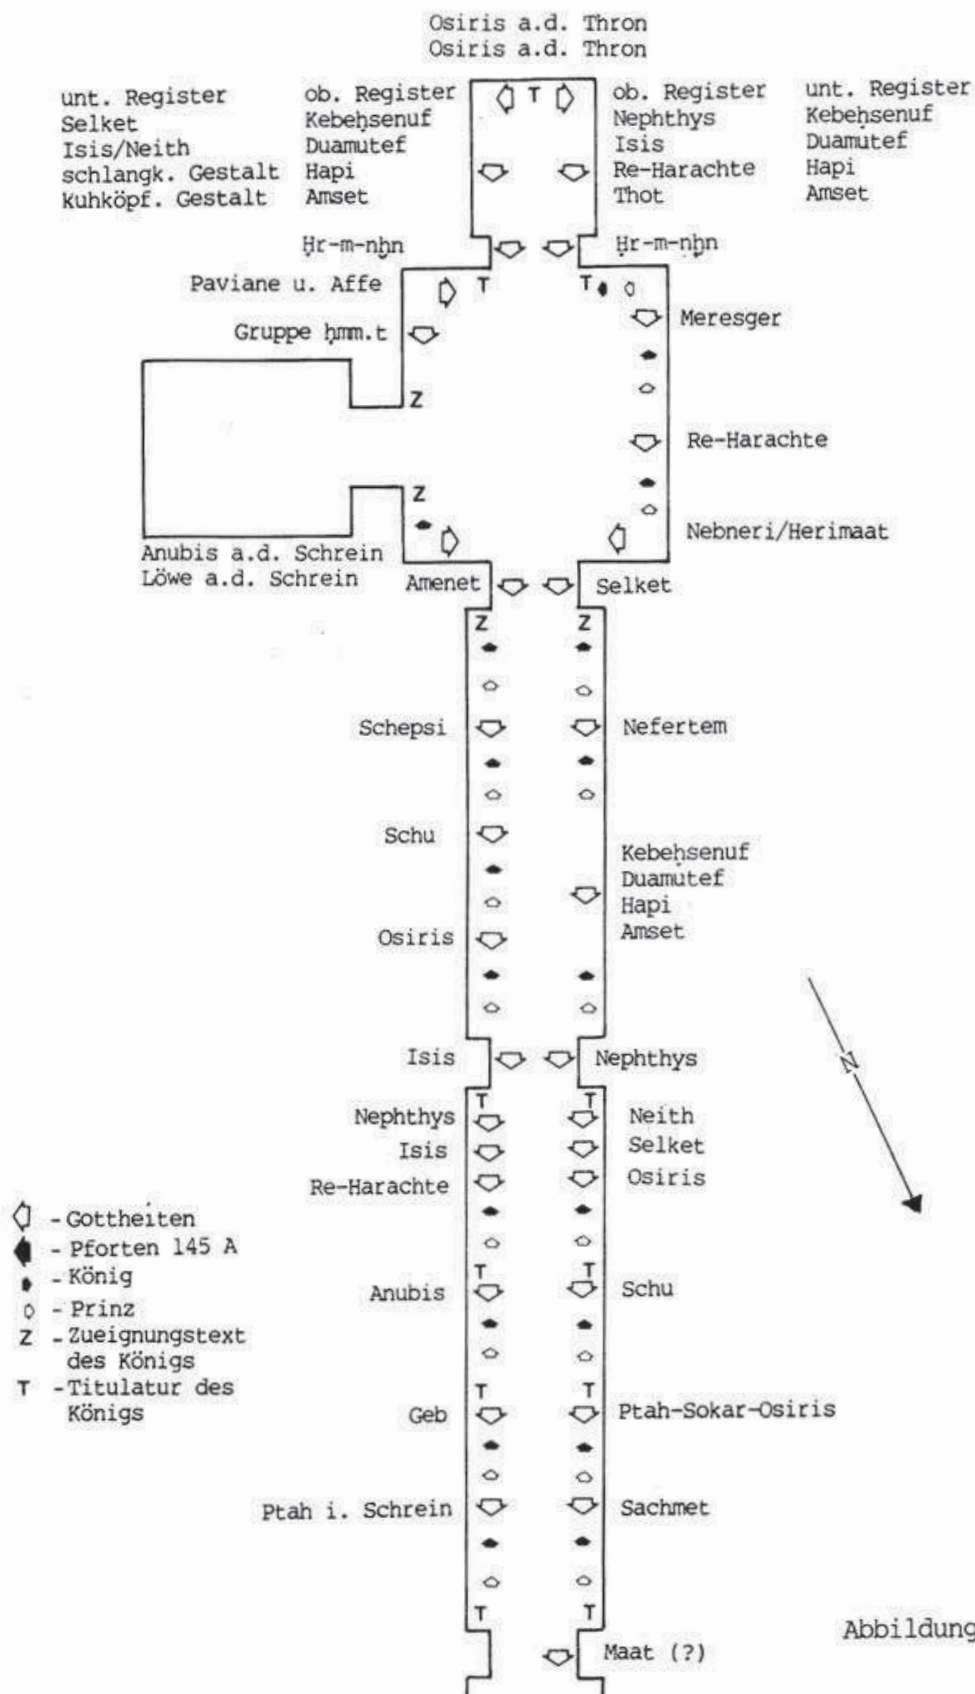 Osiris a.d. Thron
Osiris a.d. Thron
unt. Register ob. Register T ob. Register unt. Register
Selket Kebeḥsenuf Nephthys Kebeḥsenuf
Isis/Neith Duamutef Isis Duamutef
schlangk. Gestalt Hapi Re-Harachte Hapi
Kuhköpf. Gestalt Amset Thot Amset
Ḥr-m-nḫn Ḥr-m-nḫn
Paviane u. Affe T T
Meresger
Gruppe ḥmm.t
Z
Re-Harachte
Z
Nebneri/Herimaat
Anubis a.d. Schrein
Löwe a.d. Schrein
Amenet Selket
Z Z
Schepsi Nefertem
Schu
Kebeḥsenuf
Duamutef
Hapi
Amset
Osiris
Isis Nephthys
N
T T
Nephthys Neith
Isis Selket
Re-Harachte Osiris
T T
Anubis Schu
T T
Geb Ptah-Sokar-Osiris
Ptah i. Schrein Sachmet
T T
Maat (?)
- Gottheiten
- Pforten 145 A
- König
- Prinz
Z - Zueignungstext
des Königs
T - Titulatur des
Königs
Abbildung